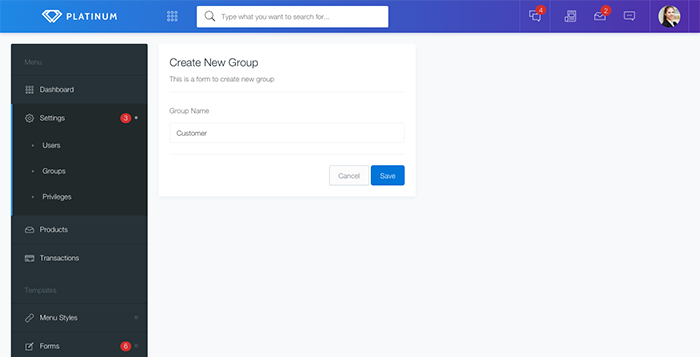 PLATINUM
Type what you want to search for...
4
2
Menu
Dashboard
Settings
3
Users
Groups
Privileges
Products
Transactions
Templates
Menu Styles
Forms
6
Create New Group
This is a form to create new group
Group Name
Customer
Cancel
Save